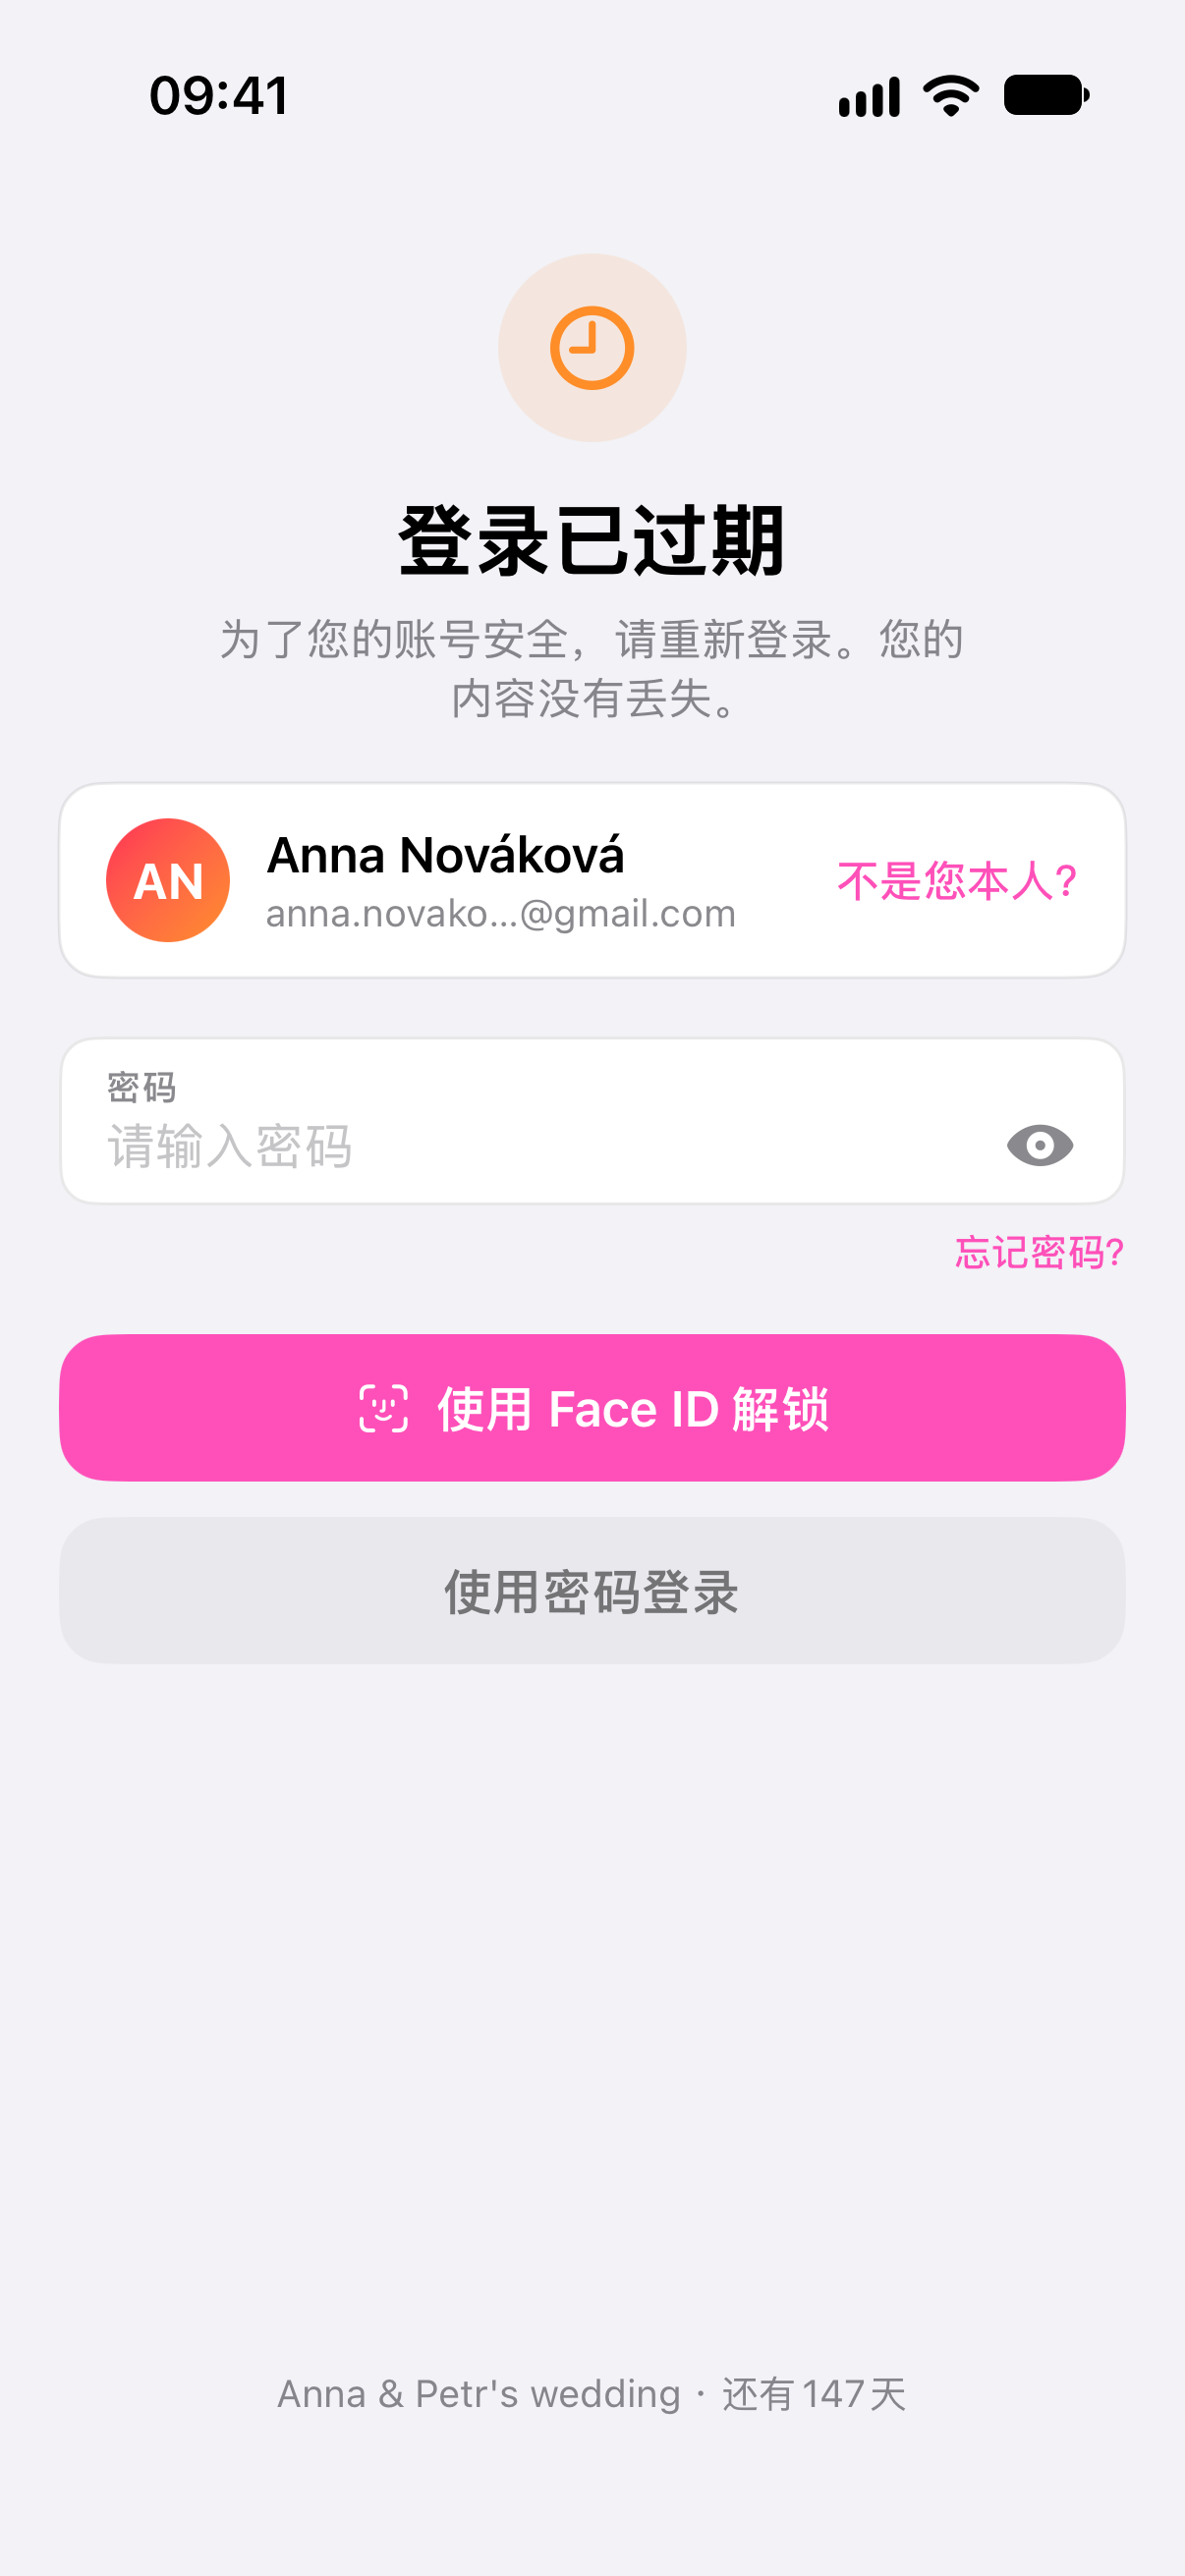 09:41
登录已过期
为了您的账号安全，请重新登录。您的
内容没有丢失。
AN
Anna Nováková
anna.novako...@gmail.com
不是您本人?
密码
请输入密码
忘记密码?
使用 Face ID 解锁
使用密码登录
Anna & Petr's wedding · 还有 147 天